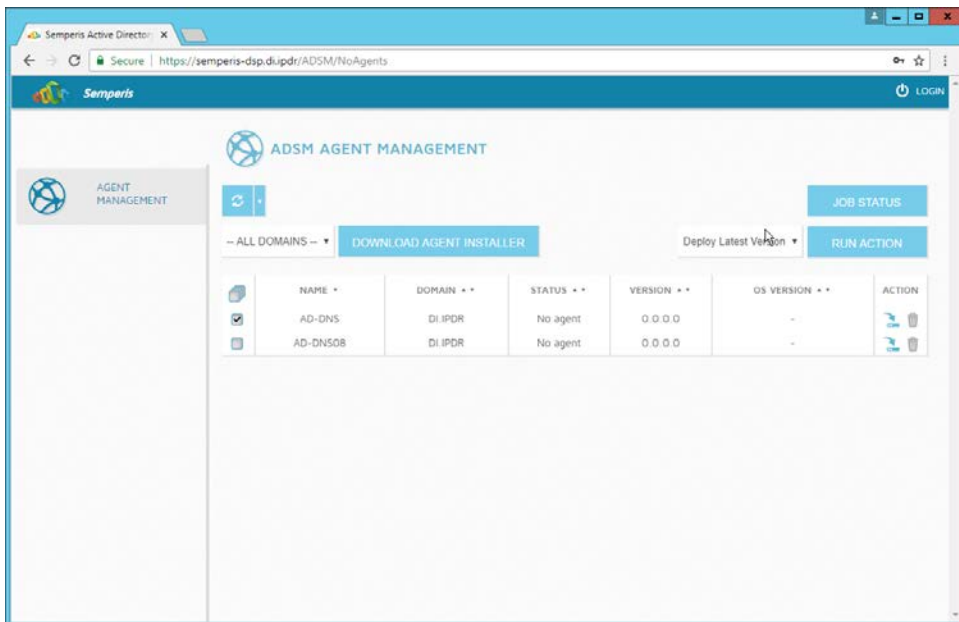 Semperis Active Director
Secure | https://semperis-dsp.di.ipdr/ADSM/NoAgents
Semperis
LOGIN
ADSM AGENT MANAGEMENT
AGENT
MANAGEMENT
JOB STATUS
-- ALL DOMAINS -- DOWNLOAD AGENT INSTALLER Deploy Latest Version RUN ACTION
NAME DOMAIN STATUS VERSION OS VERSION ACTION
AD-DNS DI.IPDR No agent 0.0.0.0 -
AD-DNS08 DI.IPDR No agent 0.0.0.0 -